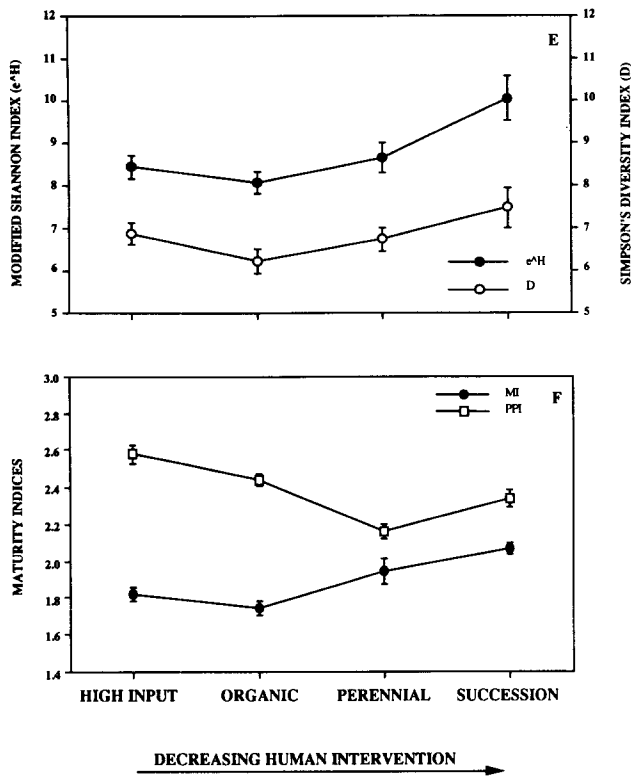 12
11
10
9
8
7
6
5
MODIFIED SHANNON INDEX (e^H)
12
11
10
9
8
7
6
5
SIMPSON'S DIVERSITY INDEX (D)
E
e^H
D
3.0
2.8
2.6
2.4
2.2
2.0
1.8
1.6
1.4
MATURITY INDICES
F
MI
PPI
HIGH INPUT ORGANIC PERENNIAL SUCCESSION
DECREASING HUMAN INTERVENTION